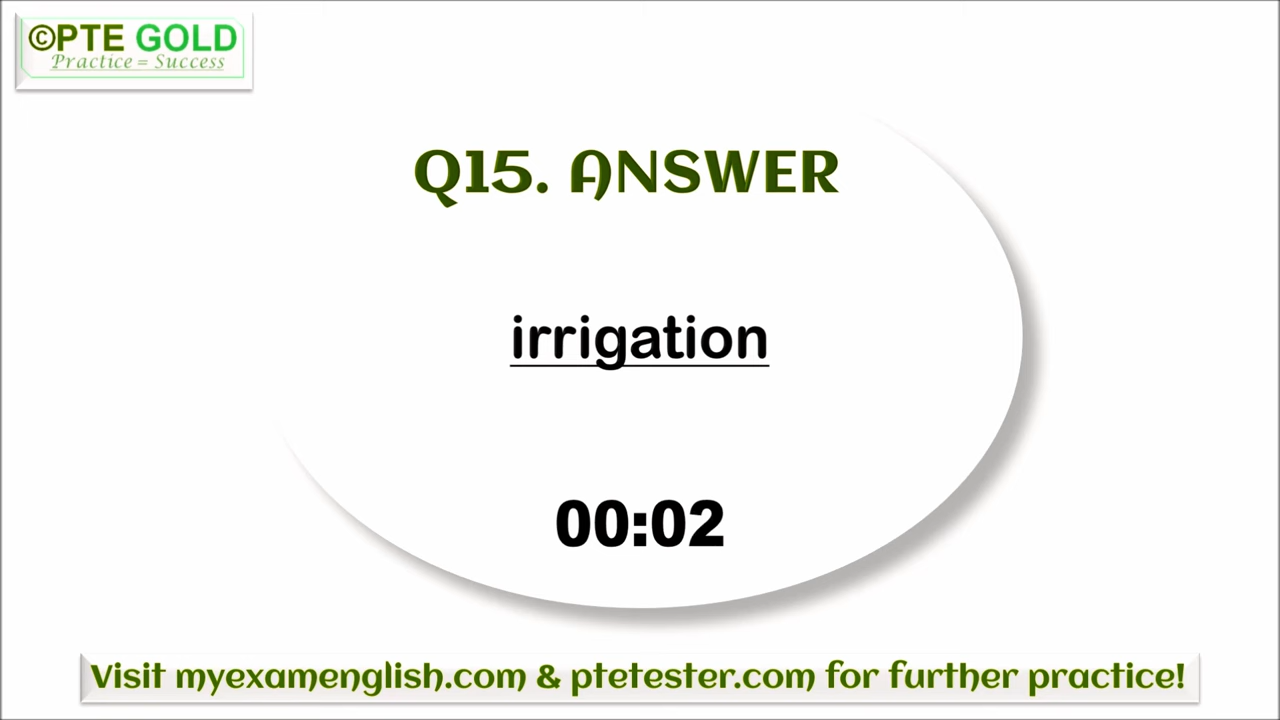 ©PTE GOLD
Practice = Success
Q15. ANSWER
irrigation
00:02
Visit myexamenglish.com & ptetester.com for further practice!